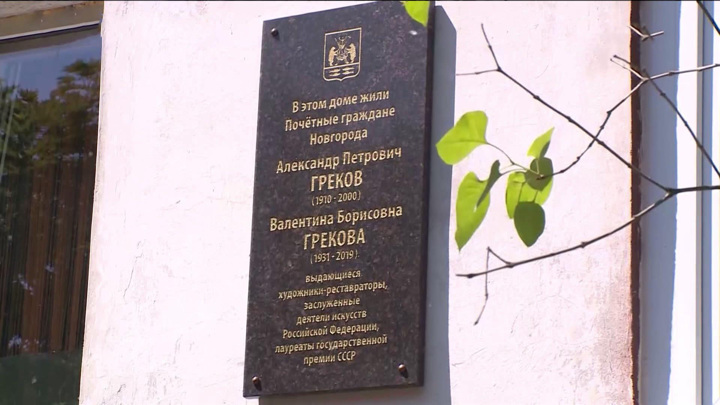 В этом доме жили
Почётные граждане
Новгорода
Александр Петрович
ГРЕКОВ
(1910 - 2000)
Валентина Борисовна
ГРЕКОВА
(1931 - 2019)
выдающиеся
художники-реставраторы,
заслуженные
деятели искусств
Российской Федерации,
лауреаты государственной
премии СССР